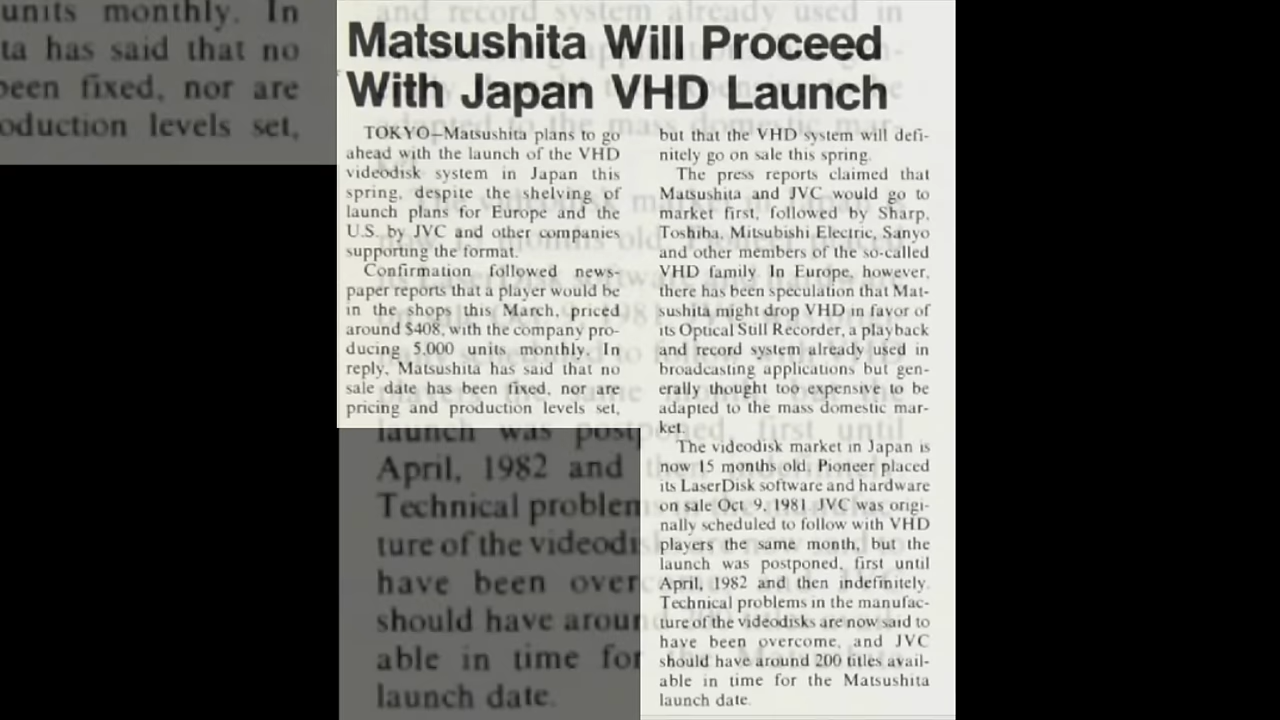 units monthly. In
ta has said that no
been fixed, nor are
oduction levels set,
Matsushita Will Proceed
With Japan VHD Launch
TOKYO—Matsushita plans to go
ahead with the launch of the VHD
videodisk system in Japan this
spring, despite the shelving of
launch plans for Europe and the
U.S. by JVC and other companies
supporting the format.
Confirmation followed news-
paper reports that a player would be
in the shops this March, priced
around $408, with the company pro-
ducing 5,000 units monthly. In
reply, Matsushita has said that no
sale date has been fixed, nor are
pricing and production levels set,
but that the VHD system will defi-
nitely go on sale this spring.
The press reports claimed that
Matsushita and JVC would go to
market first, followed by Sharp,
Toshiba, Mitsubishi Electric, Sanyo
and other members of the so-called
VHD family. In Europe, however,
there has been speculation that Mat-
sushita might drop VHD in favor of
its Optical Still Recorder, a playback
and record system already used in
broadcasting applications but gen-
erally thought too expensive to be
adapted to the mass domestic mar-
ket.
The videodisk market in Japan is
now 15 months old. Pioneer placed
its LaserDisk software and hardware
on sale Oct. 9, 1981. JVC was origi-
nally scheduled to follow with VHD
players the same month, but the
launch was postponed, first until
April, 1982 and then indefinitely.
Technical problems in the manufac-
ture of the videodisks are now said to
have been overcome, and JVC
should have around 200 titles avail-
able in time for the Matsushita
launch date.
launch was postponed, first until
April, 1982 and
Technical problem
ture of the videodis
have been over
should have aroun
able in time for
launch date.